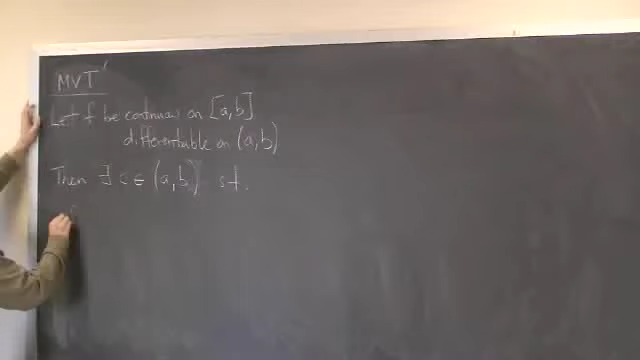 MVT'
Let f be continuous on [a,b]
differentiable on (a,b)
Then ∃ c ∈ (a,b) s.t.